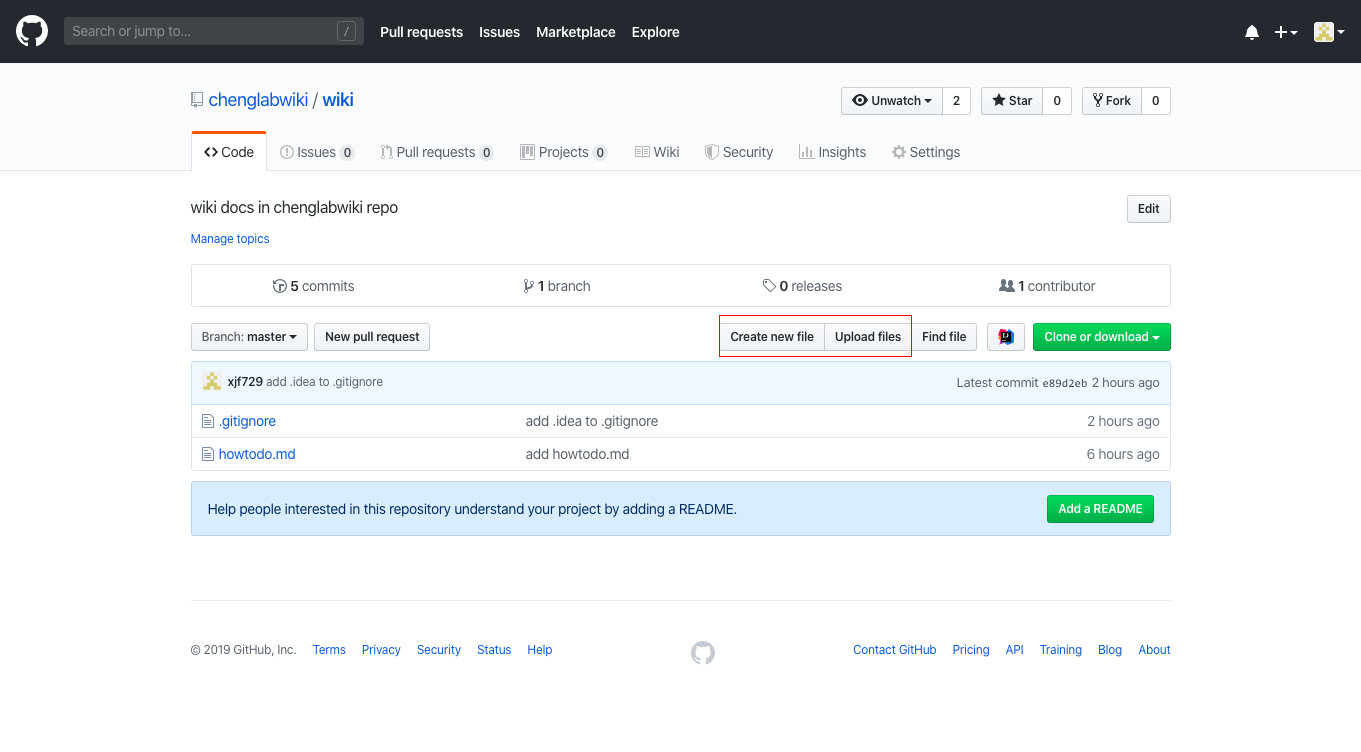 Search or jump to... /
Pull requests Issues Marketplace Explore
chenglabwiki / wiki
Unwatch 2 Star 0 Fork 0
Code Issues 0 Pull requests 0 Projects 0 Wiki Security Insights Settings
wiki docs in chenglabwiki repo
Edit
Manage topics
5 commits 1 branch 0 releases 1 contributor
Branch: master New pull request Create new file Upload files Find file Clone or download
xjf729 add .idea to .gitignore Latest commit e89d2eb 2 hours ago
.gitignore add .idea to .gitignore 2 hours ago
howtodo.md add howtodo.md 6 hours ago
Help people interested in this repository understand your project by adding a README. Add a README
© 2019 GitHub, Inc. Terms Privacy Security Status Help Contact GitHub Pricing API Training Blog About